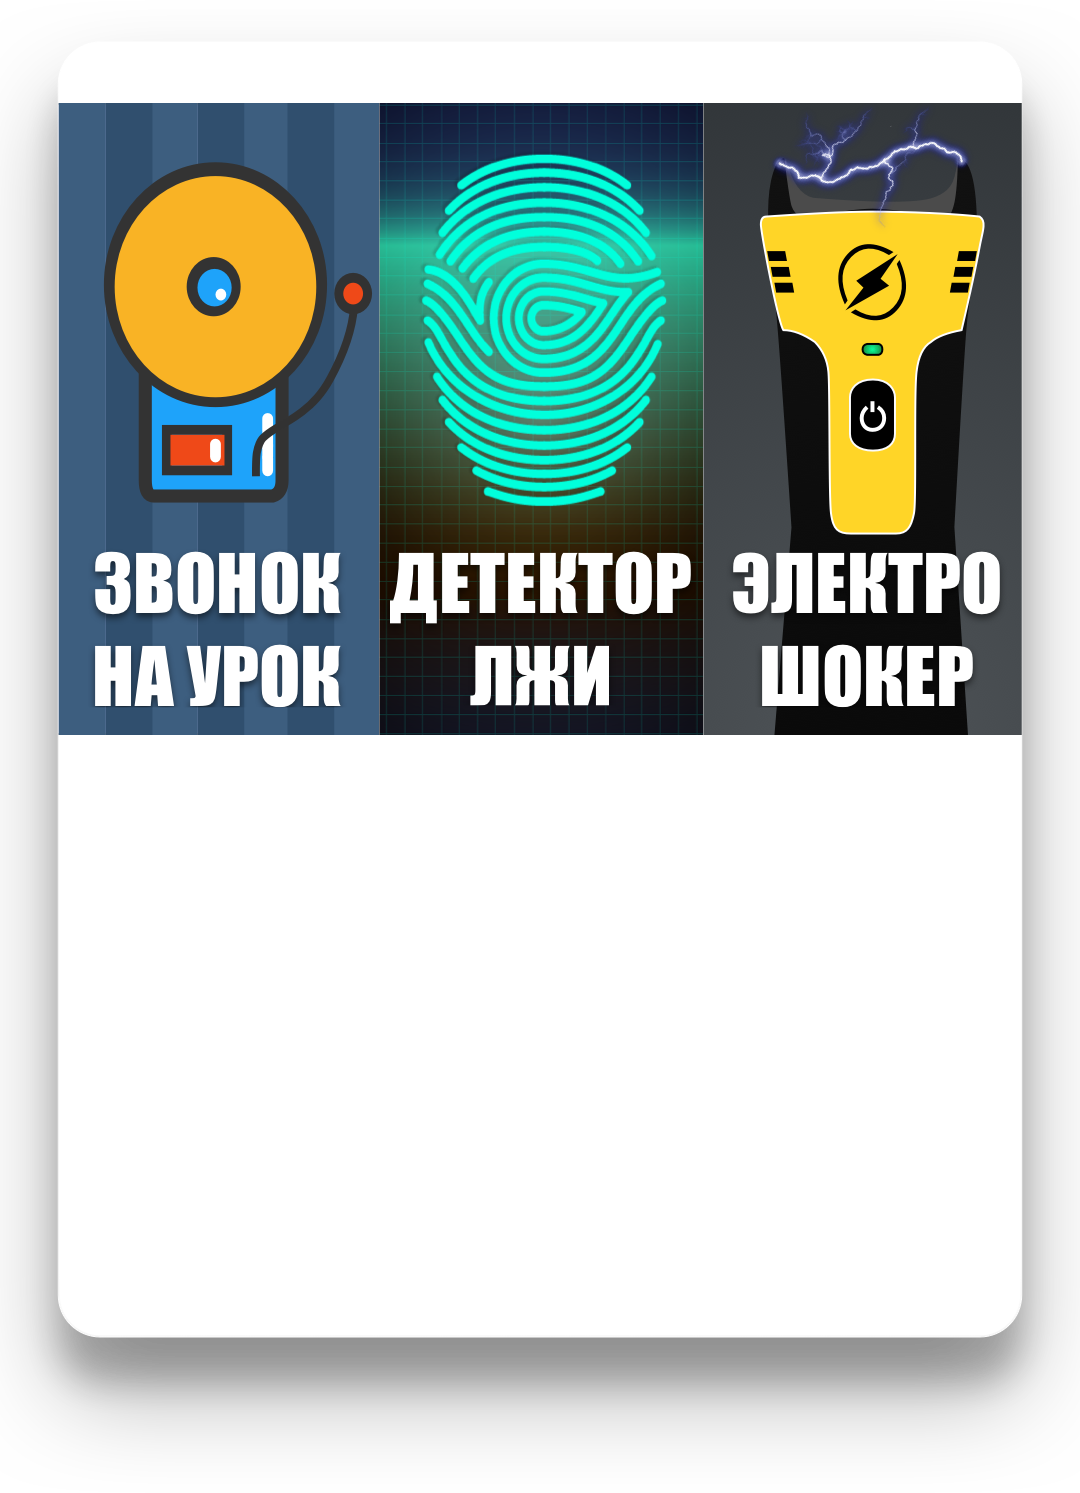 ЗВОНОК
НА УРОК
ДЕТЕКТОР
ЛЖИ
ЭЛЕКТРО
ШОКЕР